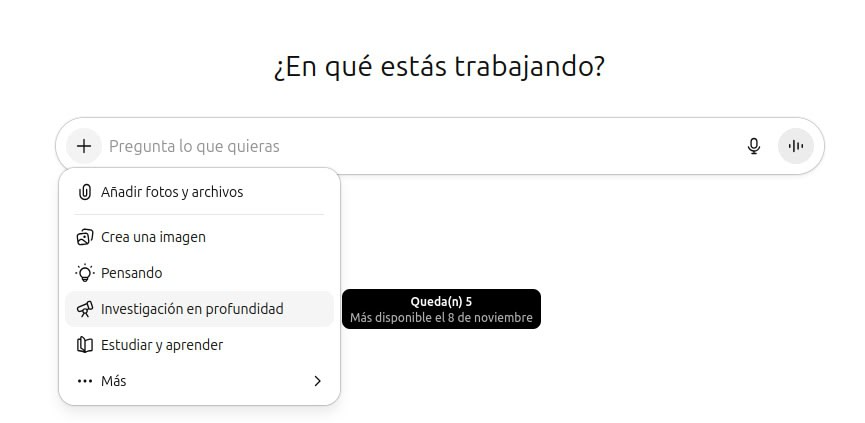 ¿En qué estás trabajando?
Pregunta lo que quieras
Añadir fotos y archivos
Crea una imagen
Pensando
Investigación en profundidad
Queda(n) 5
Más disponible el 8 de noviembre
Estudiar y aprender
Más